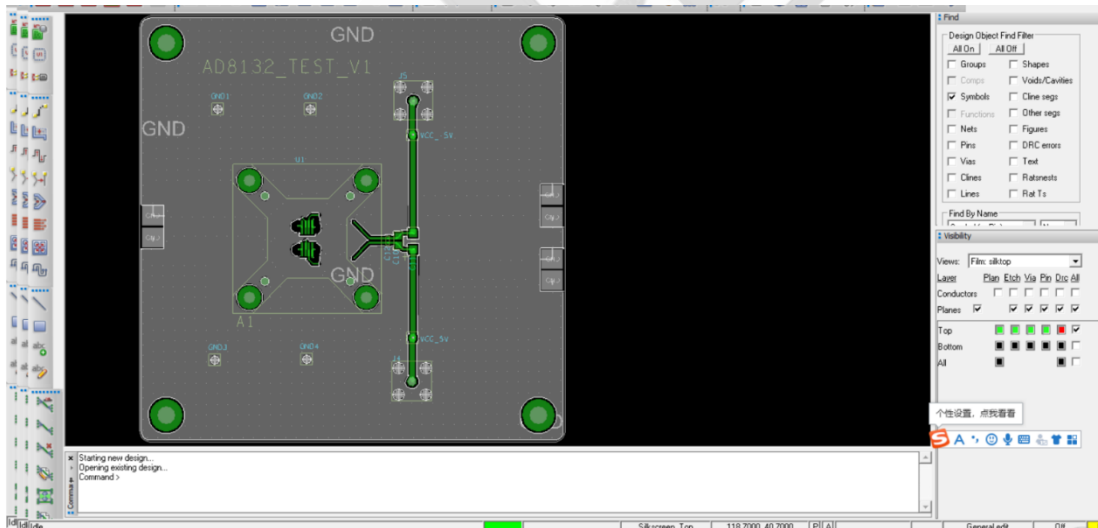 GND
AD8132_TEST_V1
J5
GND1
GND2
GND
VCC_-5V
U1
GND
A1
VCC_5V
GND3
GND4
J4
Find
Design Object Find Filter
All On
All Off
Groups
Shapes
Comps
Voids/Cavities
Symbols
Cline segs
Functions
Other segs
Nets
Figures
Pins
DRC errors
Vias
Text
Clines
Ratsnests
Lines
Rat Ts
Find By Name
Visibility
Views: Film: silktop
Layer Plan Etch Via Pin Drc All
Conductors
Planes
Top
Bottom
All
个性设置，点我看看
Starting new design...
Opening existing design...
Command >
Idle
Silkscreen_Top
118.7000, 40.7000
P
A
General edit
Off